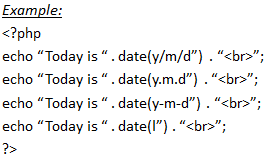 Example:
<?php
echo “Today is “ . date(y/m/d”)  . “<br>”;
echo “Today is “ . date(y.m.d”)  . “<br>”;
echo “Today is “ . date(y-m-d”)  . “<br>”;
echo “Today is “ . date(l”) . “<br>”;
?>